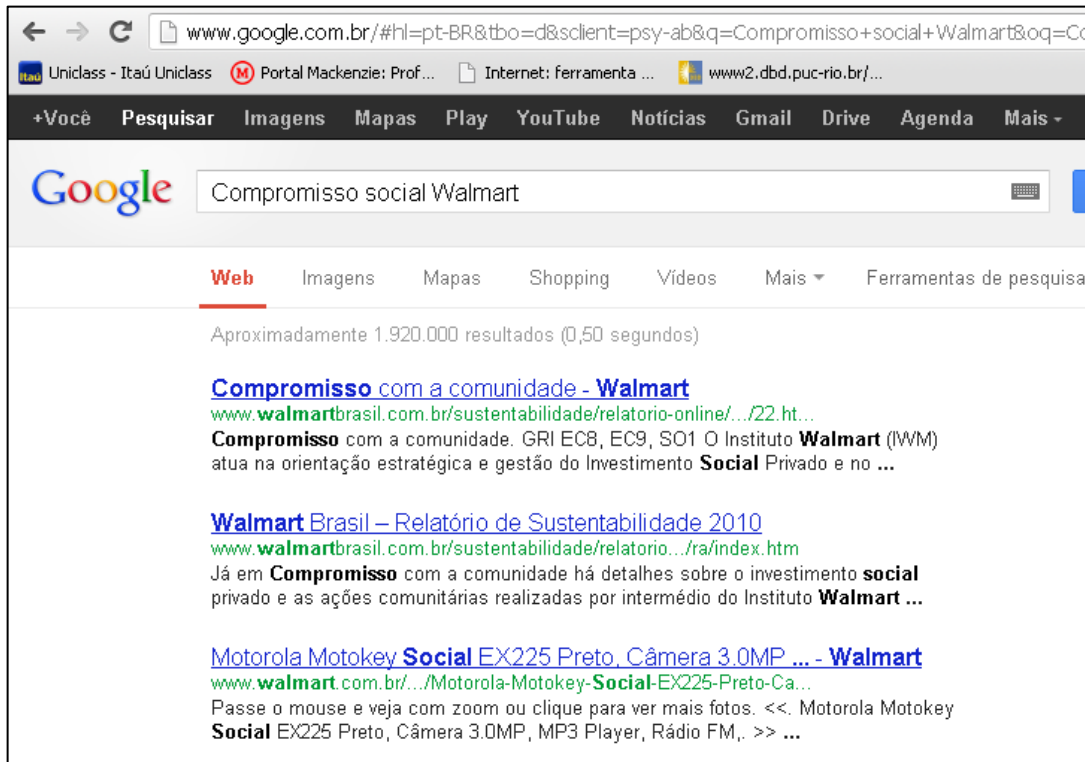 www.google.com.br/#hl=pt-BR&tbo=d&sclient=psy-ab&q=Compromisso+social+Walmart&oq=Co
Itaú Uniclass - Itaú Uniclass M Portal Mackenzie: Prof... Internet: ferramenta ... www2.dbd.puc-rio.br/...
+Você Pesquisar Imagens Mapas Play YouTube Notícias Gmail Drive Agenda Mais
Google Compromisso social Walmart
Web Imagens Mapas Shopping Vídeos Mais Ferramentas de pesquisa
Aproximadamente 1.920.000 resultados (0,50 segundos)
Compromisso com a comunidade - Walmart
www.walmartbrasil.com.br/sustentabilidade/relatorio-online/.../22.ht...
Compromisso com a comunidade. GRI EC8, EC9, SO1 O Instituto Walmart (IWM)
atua na orientação estratégica e gestão do Investimento Social Privado e no ...
Walmart Brasil – Relatório de Sustentabilidade 2010
www.walmartbrasil.com.br/sustentabilidade/relatorio.../ra/index.htm
Já em Compromisso com a comunidade há detalhes sobre o investimento social
privado e as ações comunitárias realizadas por intermédio do Instituto Walmart ...
Motorola Motokey Social EX225 Preto, Câmera 3.0MP ... - Walmart
www.walmart.com.br/.../Motorola-Motokey-Social-EX225-Preto-Ca...
Passe o mouse e veja com zoom ou clique para ver mais fotos. <<. Motorola Motokey
Social EX225 Preto, Câmera 3.0MP, MP3 Player, Rádio FM,. >> ...